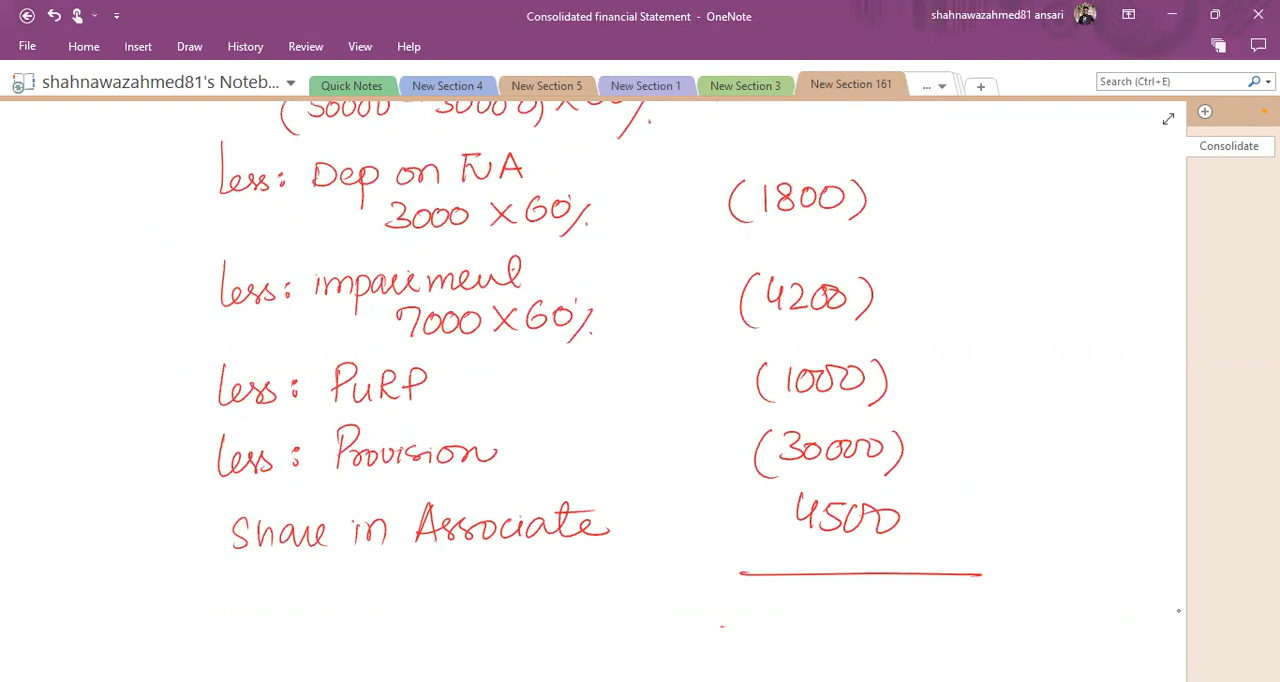 Consolidated financial Statement - OneNote
shahnawazahmed81 ansari
File Home Insert Draw History Review View Help
shahnawazahmed81's Noteb...
Quick Notes New Section 4 New Section 5 New Section 1 New Section 3 New Section 161 ... +
Search (Ctrl+E)
Consolidate
Less: Dep on FVA
3000 X 60% (1800)
Less: impairement
7000 X 60% (4200)
Less: PURP (1000)
Less: Provision (30000)
Share in Associate 4500